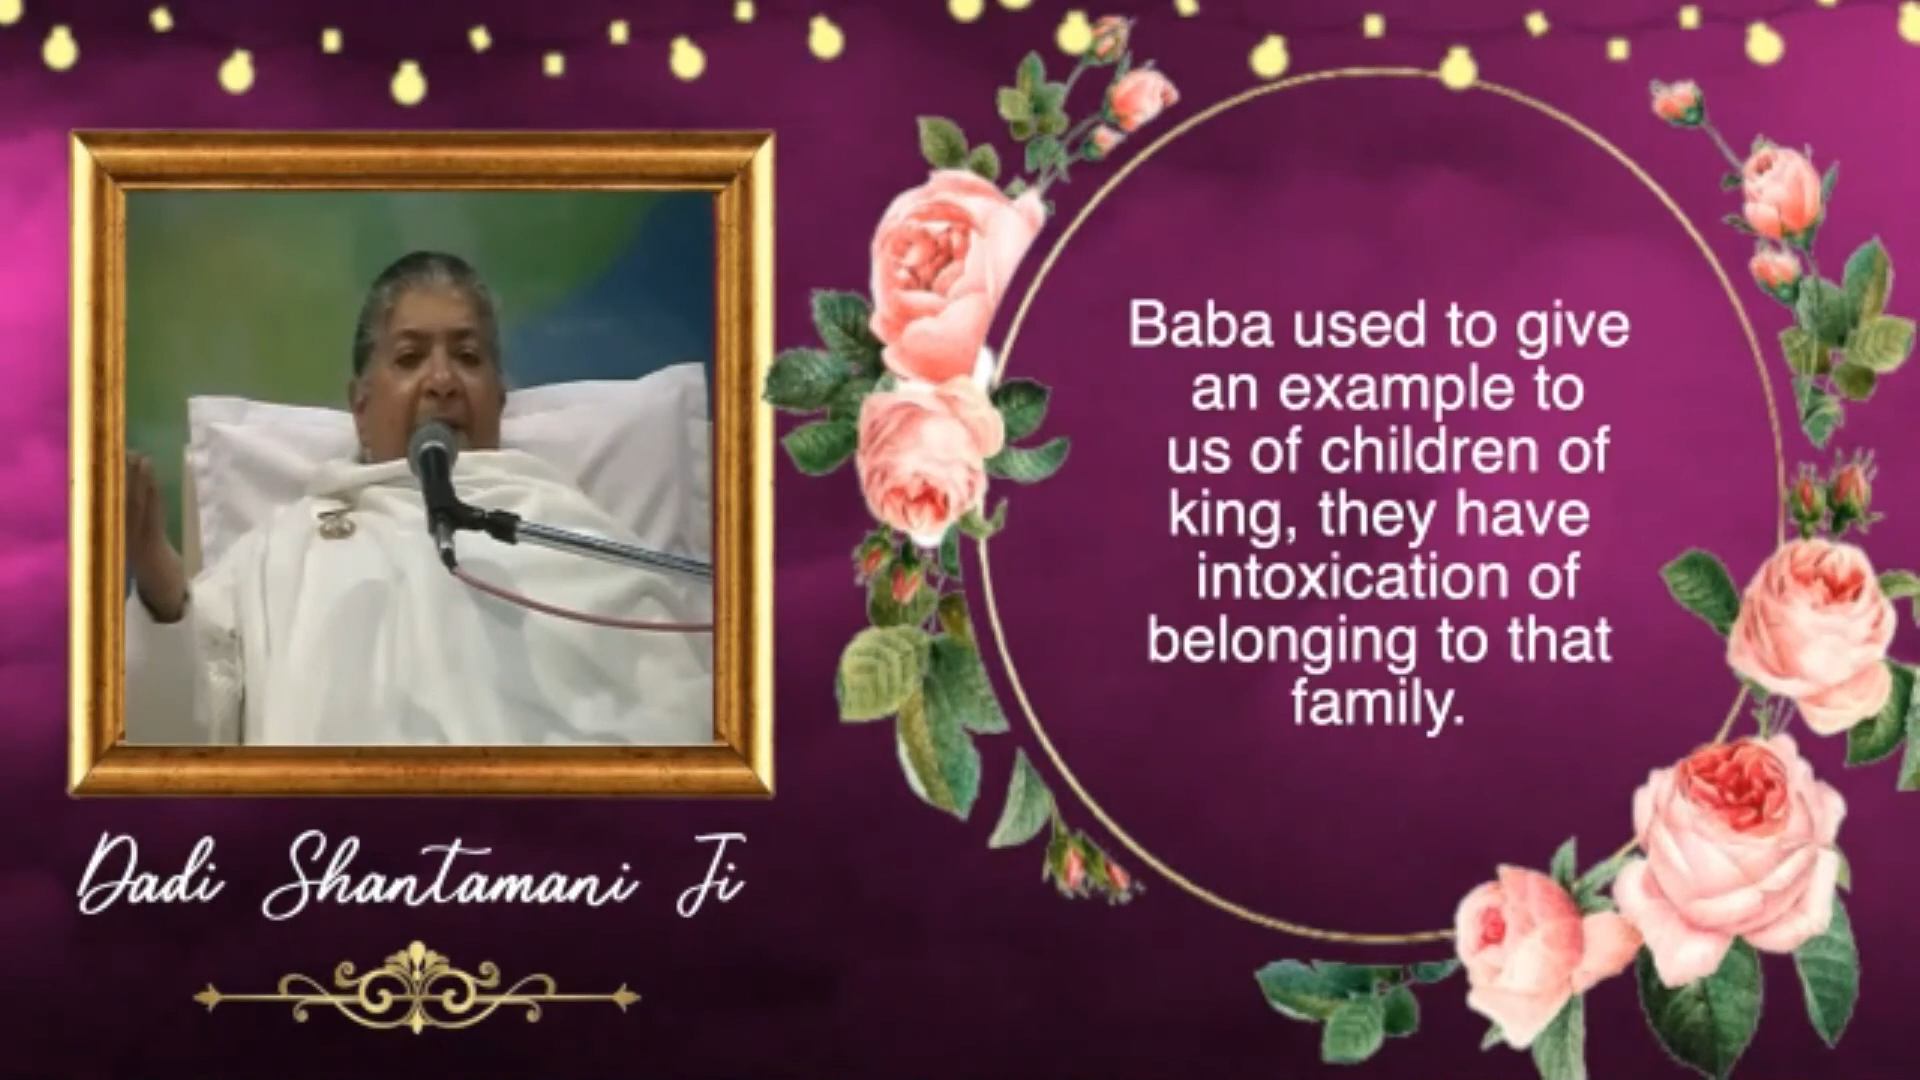 Baba used to give
an example to
us of children of
king, they have
intoxication of
belonging to that
family.
Dadi Shantamani Ji